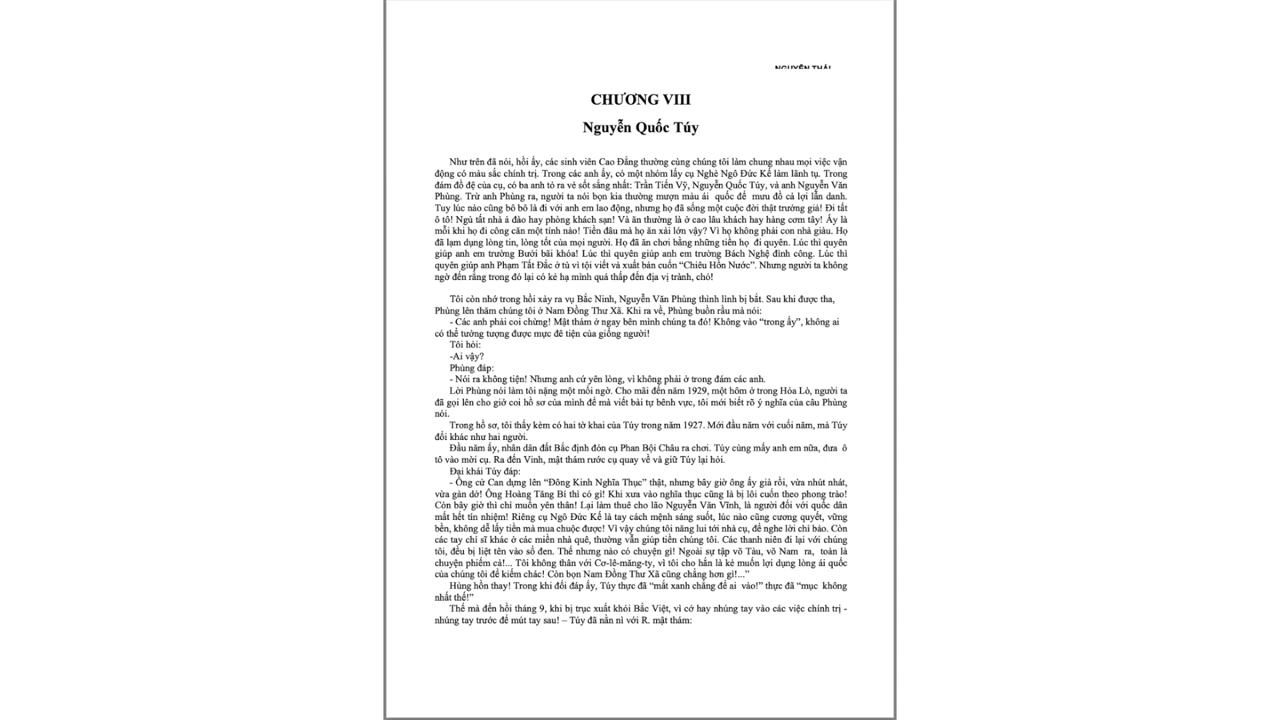 CHƯƠNG VIII
Nguyễn Quốc Túy
Như trên đã nói, hồi ấy, các sinh viên Cao Đẳng thường cùng chúng tôi làm chung nhau mọi việc vận
động có màu sắc chính trị. Trong các anh ấy, có một nhóm lấy cụ Nghè Ngô Đức Kế làm lãnh tụ. Trong
đám đồ đệ của cụ, có ba anh tỏ ra vẻ sốt sắng nhất: Trần Tiến Vỹ, Nguyễn Quốc Túy, và anh Nguyễn Văn
Phùng. Trừ anh Phùng ra, người ta nói bọn kia thường mượn màu ái quốc để mưu đồ cả lợi lẫn danh.
Tuy lúc nào cũng bô bô là đi với anh em lao động, nhưng họ đã sống một cuộc đời thật trưởng giả! Đi tất
ô tô! Ngủ tất nhà ả đào hay phòng khách sạn! Và ăn thường là ở cao lâu khách hay hàng cơm tây! Ấy là
mỗi khi họ đi công cán một tỉnh nào! Tiền đâu mà họ ăn xài lớn vậy? Vì họ không phải con nhà giàu. Họ
đã lạm dụng lòng tin, lòng tốt của mọi người. Họ đã ăn chơi bằng những tiền họ đi quyên. Lúc thì quyên
giúp anh em trường Bưởi bãi khóa! Lúc thì quyên giúp anh em trường Bách Nghệ đình công. Lúc thì
quyên giúp anh Phạm Tất Đắc ở tù vì tội viết và xuất bản cuốn “Chiêu Hồn Nước”. Nhưng người ta không
ngờ đến rằng trong đó lại có kẻ hạ mình quá thấp đến địa vị trành, chó!
Tôi còn nhớ trong hồi xảy ra vụ Bắc Ninh, Nguyễn Văn Phùng thình lình bị bắt. Sau khi được tha,
Phùng lên thăm chúng tôi ở Nam Đồng Thư Xã. Khi ra về, Phùng buồn rầu mà nói:
- Các anh phải coi chừng! Mật thám ở ngay bên mình chúng ta đó! Không vào “trong ấy”, không ai
có thể tưởng tượng được mực đê tiện của giống người!
Tôi hỏi:
-Ai vậy?
Phùng đáp:
- Nói ra không tiện! Nhưng anh cứ yên lòng, vì không phải ở trong đám các anh.
Lời Phùng nói làm tôi nặng một mối ngờ. Cho mãi đến năm 1929, một hôm ở trong Hỏa Lò, người ta
đã gọi lên cho giở coi hồ sơ của mình để mà viết bài tự bênh vực, tôi mới biết rõ ý nghĩa của câu Phùng
nói.
Trong hồ sơ, tôi thấy kèm có hai tờ khai của Túy trong năm 1927. Mới đầu năm với cuối năm, mà Túy
đổi khác như hai người.
Đầu năm ấy, nhân dân đất Bắc định đón cụ Phan Bội Châu ra chơi. Túy cùng mấy anh em nữa, đưa ô
tô vào mời cụ. Ra đến Vinh, mật thám rước cụ quay về và giữ Túy lại hỏi.
Đại khái Túy đáp:
- Ông cử Can dựng lên “Đông Kinh Nghĩa Thục” thật, nhưng bây giờ ông ấy già rồi, vừa nhút nhát,
vừa gàn dở! Ông Hoàng Tăng Bí thì có gì! Khi xưa vào nghĩa thục cũng là bị lôi cuốn theo phong trào!
Còn bây giờ thì chỉ muốn yên thân! Lại làm thuê cho lão Nguyễn Văn Vĩnh, là người đối với quốc dân
mất hết tín nhiệm! Riêng cụ Ngô Đức Kế là tay cách mệnh sáng suốt, lúc nào cũng cương quyết, vững
bền, không dễ lấy tiền mà mua chuộc được! Vì vậy chúng tôi năng lui tới nhà cụ, để nghe lời chỉ bảo. Còn
các tay chí sĩ khác ở các miền nhà quê, thường vẫn giúp tiền chúng tôi. Các thanh niên đi lại với chúng
tôi, đều bị liệt tên vào sổ đen. Thế nhưng nào có chuyện gì! Ngoài sự tập võ Tàu, võ Nam ra, toàn là
chuyện phiếm cả!... Tôi không thân với Cơ-lê-măng-ty, vì tôi cho hắn là kẻ muốn lợi dụng lòng ái quốc
của chúng tôi để kiếm chác! Còn bọn Nam Đồng Thư Xã cũng chẳng hơn gì!...”
Hùng hồn thay! Trong khi đối đáp ấy, Túy thực đã “mắt xanh chẳng để ai vào!” thực đã “mục không
nhất thế!”
Thế mà đến hồi tháng 9, khi bị trục xuất khỏi Bắc Việt, vì cớ hay nhúng tay vào các việc chính trị -
nhúng tay trước để mút tay sau! – Túy đã nằn nì với R. mật thám: